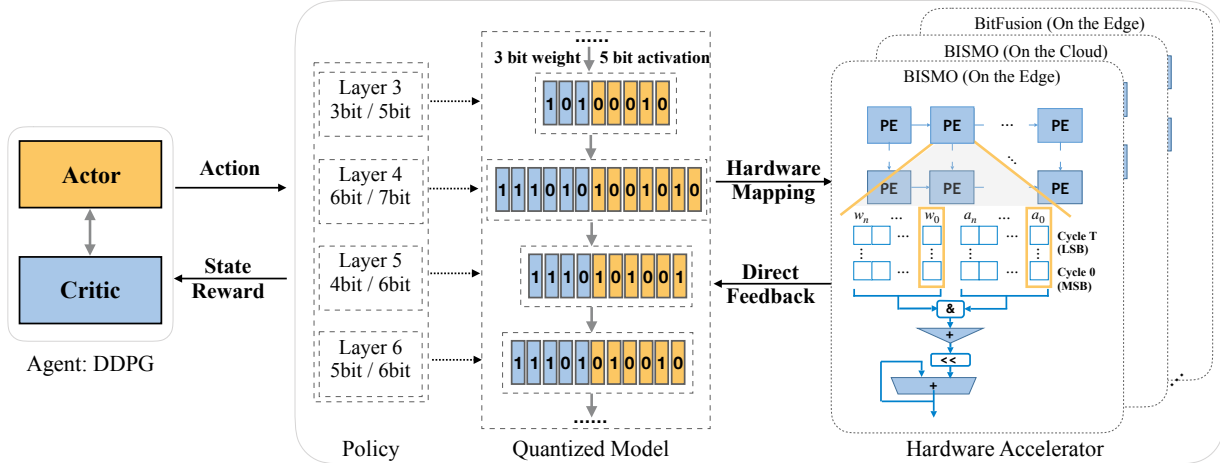 Actor
Critic
Agent: DDPG
Action
State
Reward
Layer 3
3bit / 5bit
Layer 4
6bit / 7bit
Layer 5
4bit / 6bit
Layer 6
5bit / 6bit
Policy
......
3 bit weight
5 bit activation
1 0 1 0 0 0 1 0
1 1 1 0 1 0 1 0 0 1 0 1 0
1 1 1 0 1 0 1 0 0 1
1 1 1 0 1 0 1 0 0 1 0
......
Quantized Model
Hardware
Mapping
Direct
Feedback
BitFusion (On the Edge)
BISMO (On the Cloud)
BISMO (On the Edge)
PE PE ... PE
PE PE PE
wn ... w0 an ... a0
Cycle T
(LSB)
Cycle 0
(MSB)
&
+
<<
+
Hardware Accelerator